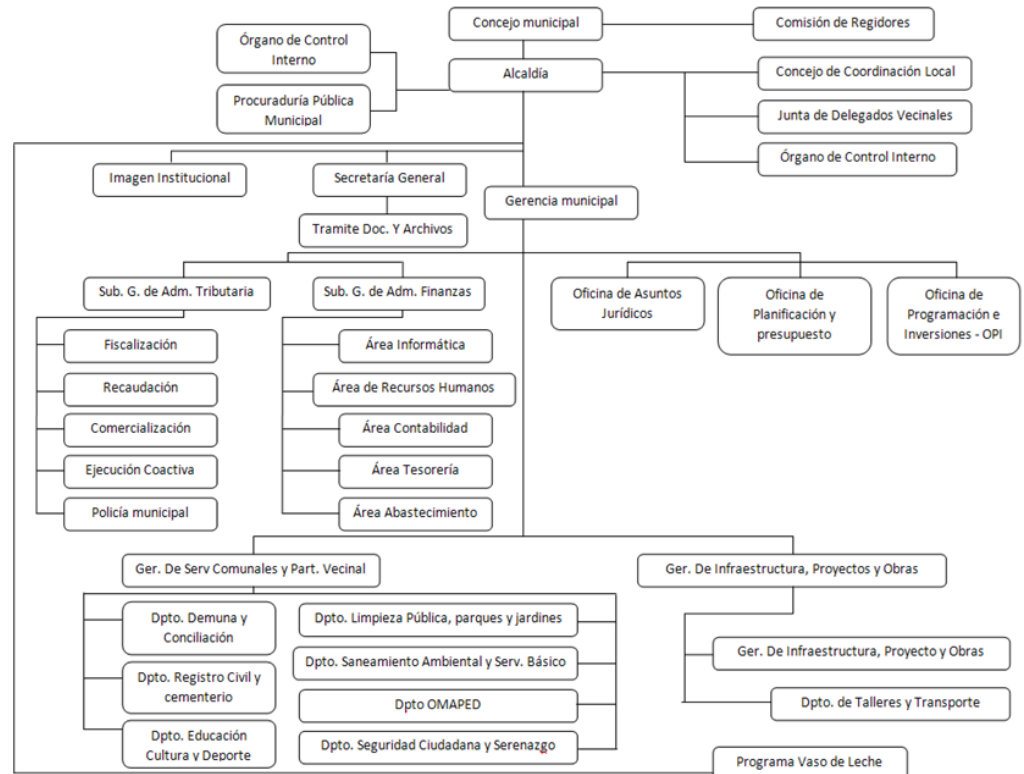 Concejo municipal
Comisión de Regidores
Órgano de Control
Interno
Alcaldía
Concejo de Coordinación Local
Procuraduría Pública
Municipal
Junta de Delegados Vecinales
Órgano de Control Interno
Imagen Institucional
Secretaría General
Gerencia municipal
Tramite Doc. Y Archivos
Sub. G. de Adm. Tributaria
Sub. G. de Adm. Finanzas
Oficina de Asuntos
Jurídicos
Oficina de
Planificación y
presupuesto
Oficina de
Programación e
Inversiones - OPI
Fiscalización
Recaudación
Comercialización
Ejecución Coactiva
Policía municipal
Área Informática
Área de Recursos Humanos
Área Contabilidad
Área Tesorería
Área Abastecimiento
Ger. De Serv Comunales y Part. Vecinal
Ger. De Infraestructura, Proyectos y Obras
Dpto. Demuna y
Conciliación
Dpto. Registro Civil y
cementerio
Dpto. Educación
Cultura y Deporte
Dpto. Limpieza Pública, parques y jardines
Dpto. Saneamiento Ambiental y Serv. Básico
Dpto OMAPED
Dpto. Seguridad Ciudadana y Serenazgo
Ger. De Infraestructura, Proyecto y Obras
Dpto. de Talleres y Transporte
Programa Vaso de Leche